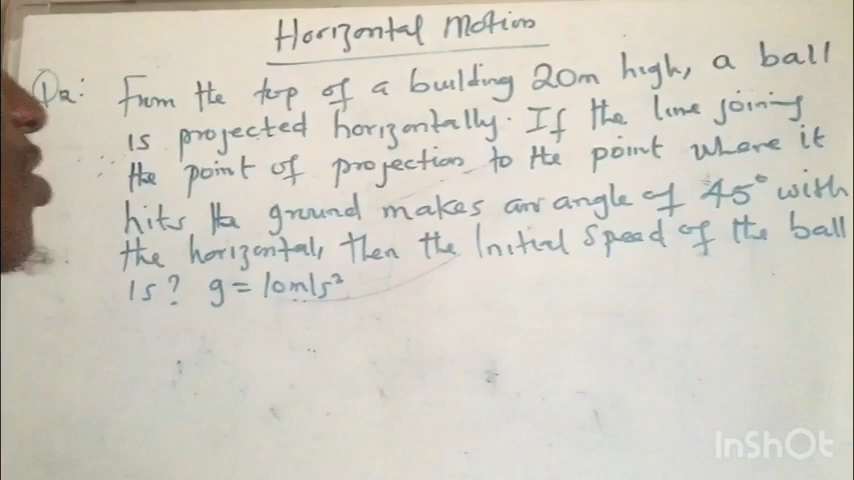 Horizontal Motion
Qa: From the top of a building 20m high, a ball
is projected horizontally. If the line joining
the point of projection to the point where it
hits the ground makes an angle of 45° with
the horizontal, then the Initial Speed of the ball
Is? g = 10m/s²
InShOt